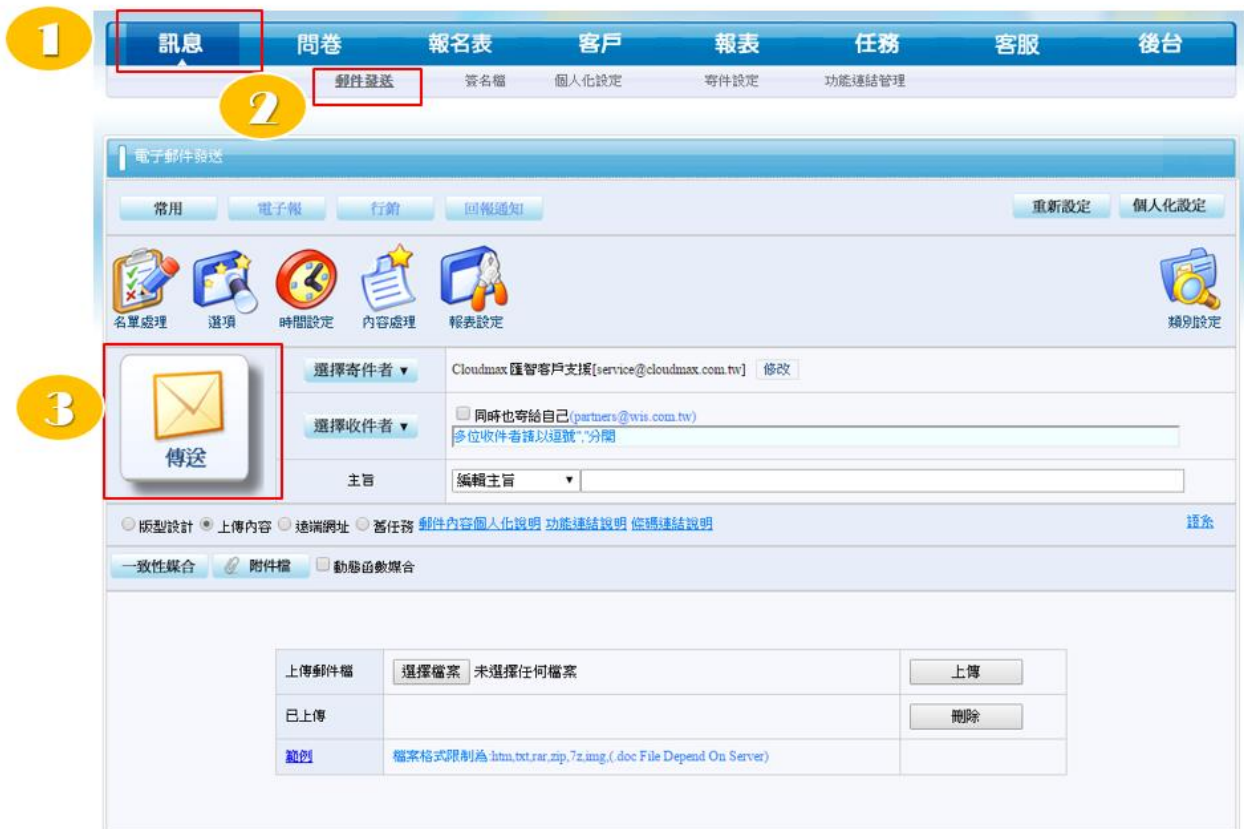 1 訊息 問卷 報名表 客戶 報表 任務 客服 後台
2 郵件發送 簽名檔 個人化設定 寄件設定 功能連結管理
電子郵件發送
常用 電子報 行銷 回報通知 重新設定 個人化設定
名單處理 選項 時間設定 內容處理 報表設定 類別設定
3 傳送
選擇寄件者 ▼ Cloudmax 匯智客戶支援[service@cloudmax.com.tw] 修改
選擇收件者 ▼ 同時也寄給自己(partners@wis.com.tw)
多位收件者請以逗號","分開
主旨 編輯主旨 ▼
版型設計 上傳內容 遠端網址 舊任務 郵件內容個人化說明 功能連結說明 條碼連結說明 語系
一致性媒合 附件檔 動態函數媒合
上傳郵件檔 選擇檔案 未選擇任何檔案 上傳
已上傳 刪除
範例 檔案格式限制為:htm,txt,rar,zip,7z,img,(.doc File Depend On Server)